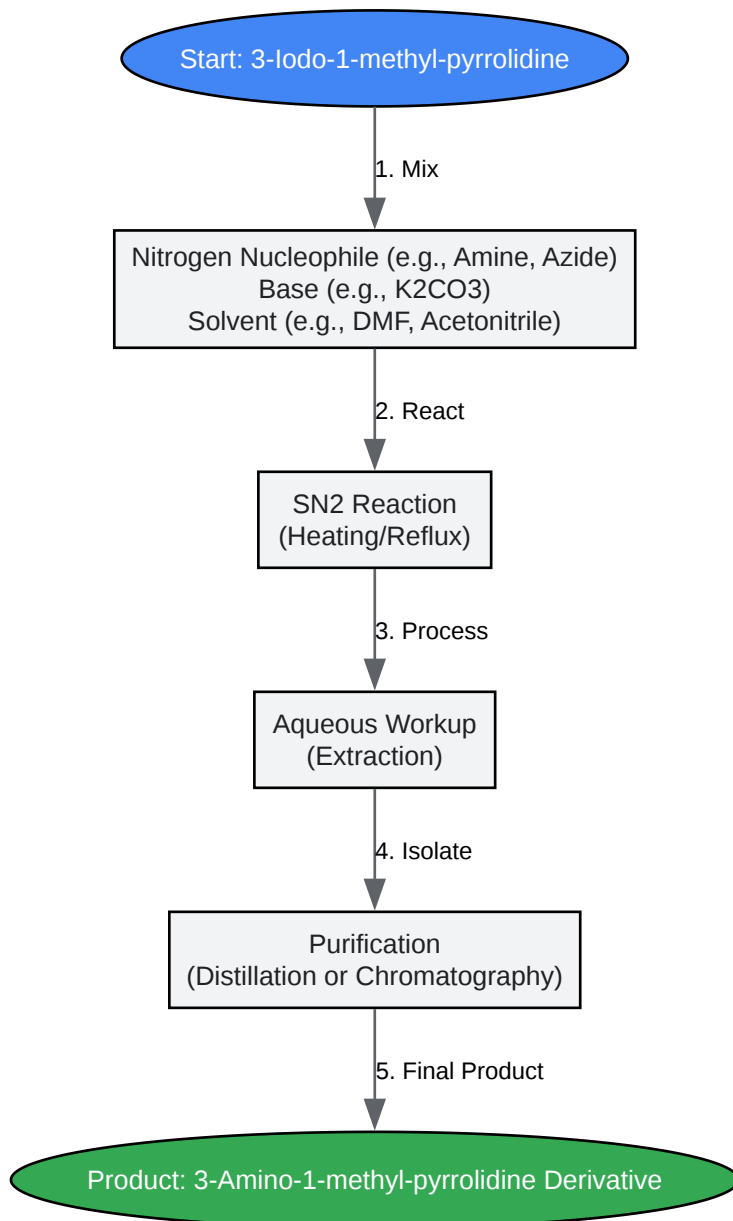 Start: 3-Iodo-1-methyl-pyrrolidine
1. Mix
Nitrogen Nucleophile (e.g., Amine, Azide)
Base (e.g., K2CO3)
Solvent (e.g., DMF, Acetonitrile)
2. React
SN2 Reaction
(Heating/Reflux)
3. Process
Aqueous Workup
(Extraction)
4. Isolate
Purification
(Distillation or Chromatography)
5. Final Product
Product: 3-Amino-1-methyl-pyrrolidine Derivative